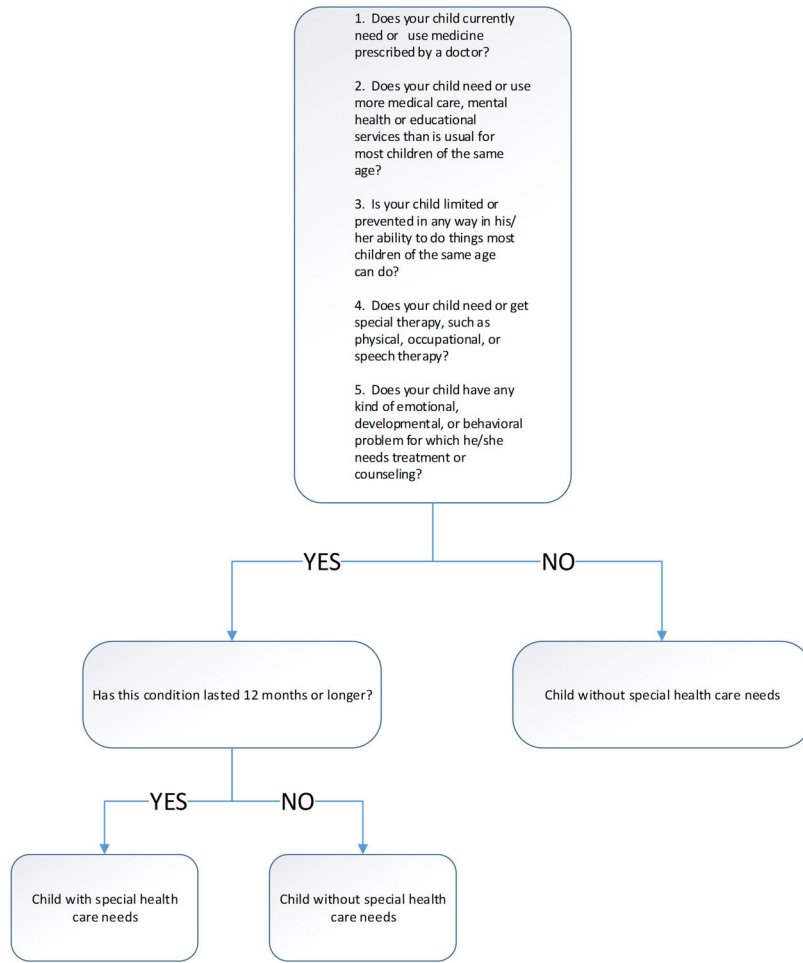 1. Does your child currently
need or use medicine
prescribed by a doctor?
2. Does your child need or use
more medical care, mental
health or educational
services than is usual for
most children of the same
age?
3. Is your child limited or
prevented in any way in his/
her ability to do things most
children of the same age
can do?
4. Does your child need or get
special therapy, such as
physical, occupational, or
speech therapy?
5. Does your child have any
kind of emotional,
developmental, or behavioral
problem for which he/she
needs treatment or
counseling?
YES
NO
Has this condition lasted 12 months or longer?
Child without special health care needs
YES
NO
Child with special health
care needs
Child without special health
care needs